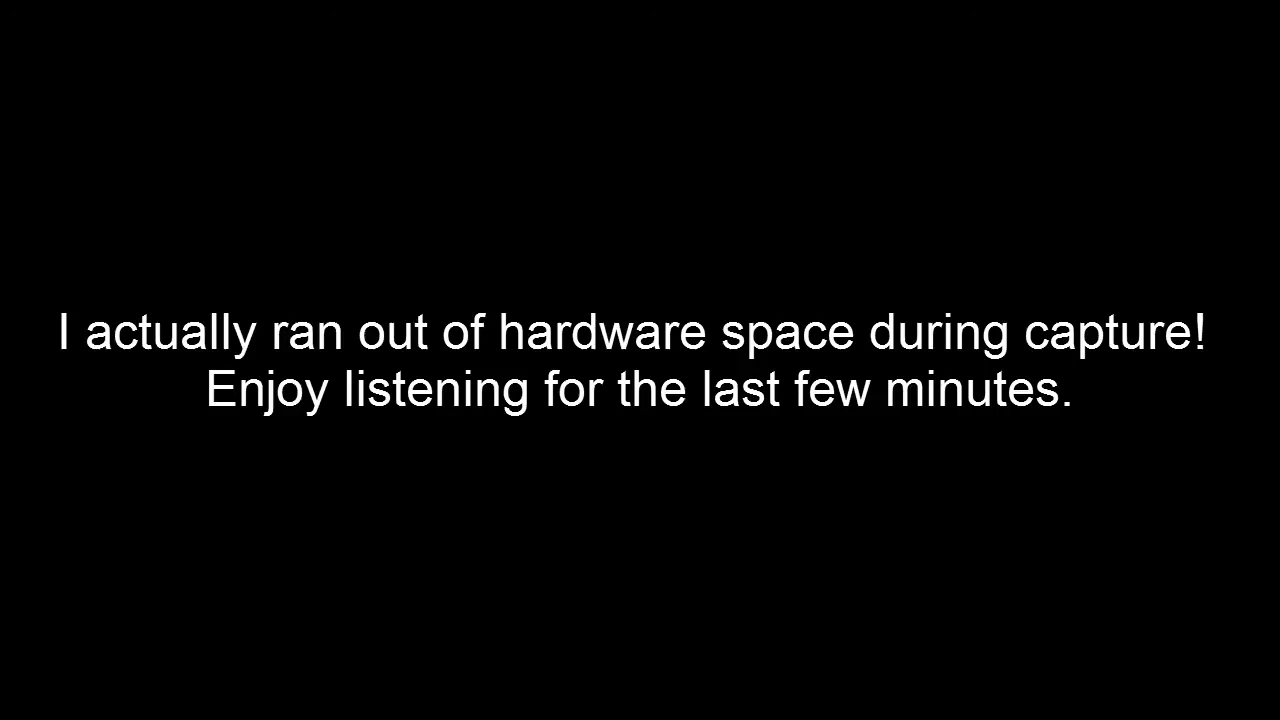 I actually ran out of hardware space during capture!
Enjoy listening for the last few minutes.